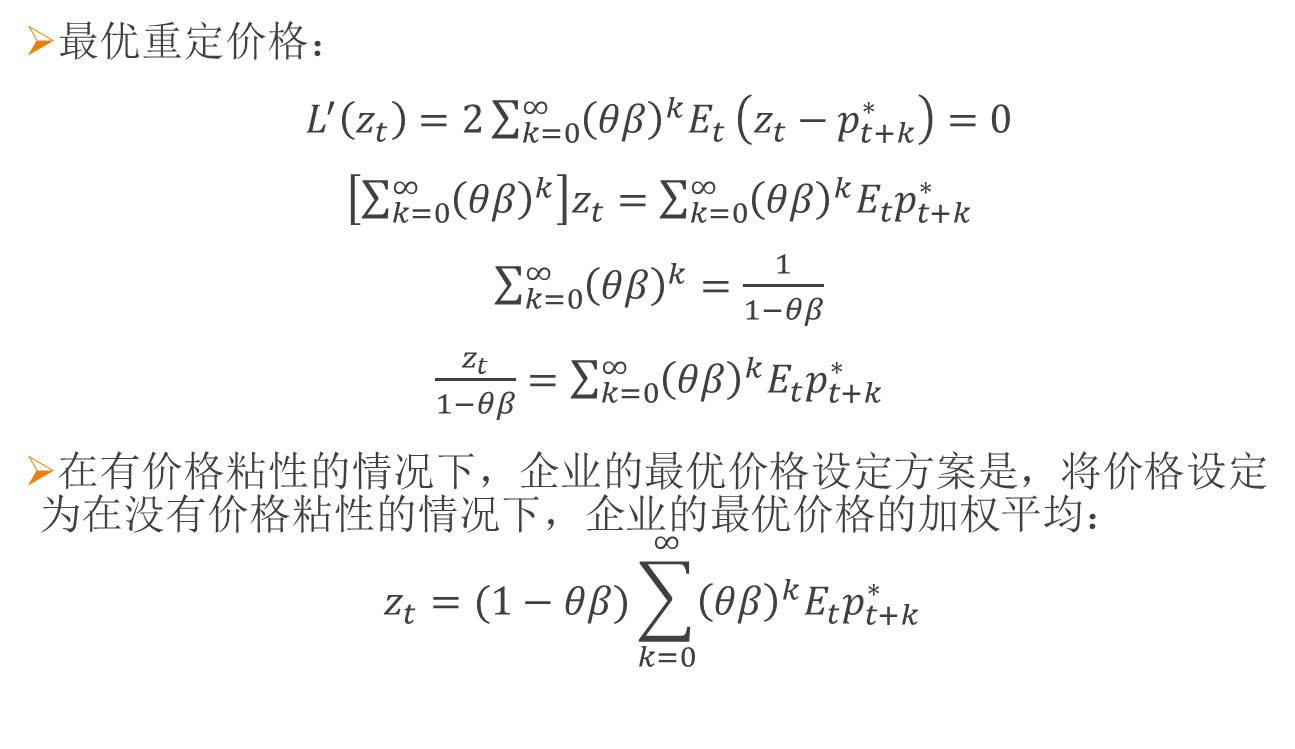 ➢最优重定价格：
L′(z_t) = 2 ∑_{k=0}^{∞}(θβ)^k E_t (z_t − p^*_{t+k}) = 0
[∑_{k=0}^{∞}(θβ)^k] z_t = ∑_{k=0}^{∞}(θβ)^k E_t p^*_{t+k}
∑_{k=0}^{∞}(θβ)^k = \frac{1}{1−θβ}
\frac{z_t}{1−θβ} = ∑_{k=0}^{∞}(θβ)^k E_t p^*_{t+k}
➢在有价格粘性的情况下，企业的最优价格设定方案是，将价格设定
为在没有价格粘性的情况下，企业的最优价格的加权平均：
z_t = (1 − θβ) ∑_{k=0}^{∞}(θβ)^k E_t p^*_{t+k}